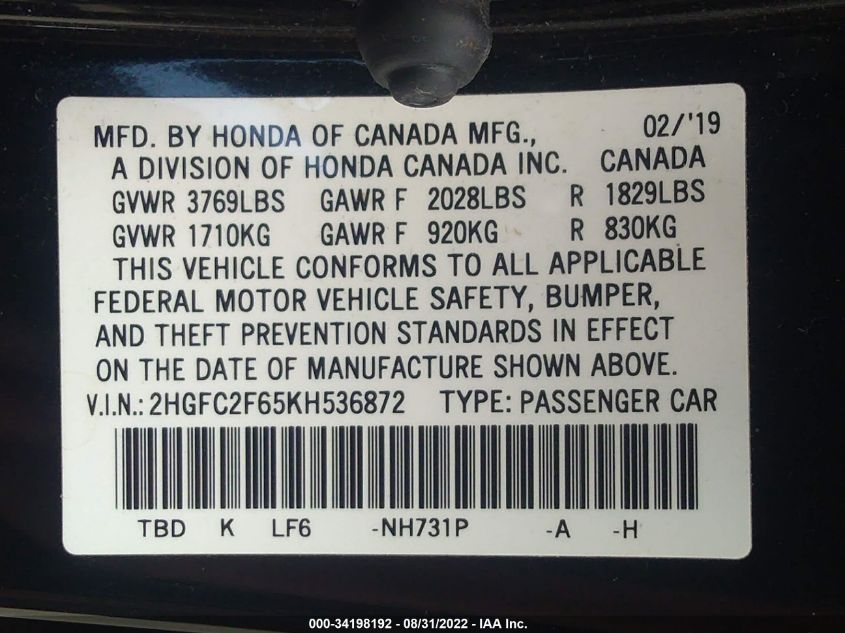 MFD. BY HONDA OF CANADA MFG., 02/'19
A DIVISION OF HONDA CANADA INC. CANADA
GVWR 3769LBS GAWR F 2028LBS R 1829LBS
GVWR 1710KG GAWR F 920KG R 830KG
THIS VEHICLE CONFORMS TO ALL APPLICABLE
FEDERAL MOTOR VEHICLE SAFETY, BUMPER,
AND THEFT PREVENTION STANDARDS IN EFFECT
ON THE DATE OF MANUFACTURE SHOWN ABOVE.
V.I.N.: 2HGFC2F65KH536872 TYPE: PASSENGER CAR
TBD K LF6 -NH731P -A -H
000-34198192 - 08/31/2022 - IAA Inc.